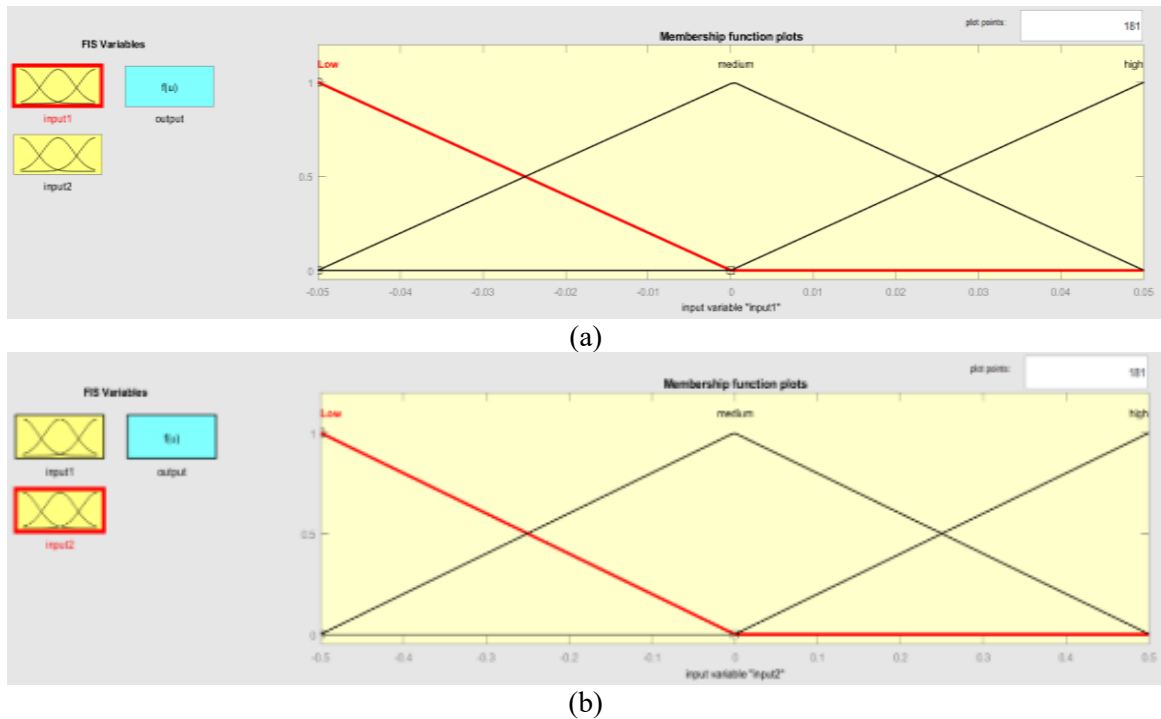 plot points: 181
FIS Variables
Membership function plots
Low medium high
f(u)
input1 output
input2
1
0.5
0
-0.05 -0.04 -0.03 -0.02 -0.01 0 0.01 0.02 0.03 0.04 0.05
input variable "input1"
(a)
plot points: 181
FIS Variables
Membership function plots
Low medium high
f(u)
input1 output
input2
1
0.5
0
-0.5 -0.4 -0.3 -0.2 -0.1 0 0.1 0.2 0.3 0.4 0.5
input variable "input2"
(b)